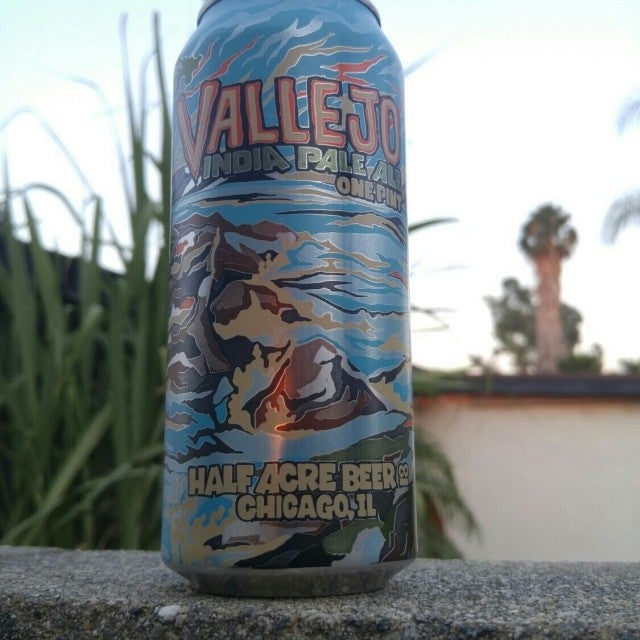 VALLEJO
INDIA PALE ALE
ONE PINT
HALF ACRE BEER CO
CHICAGO, IL